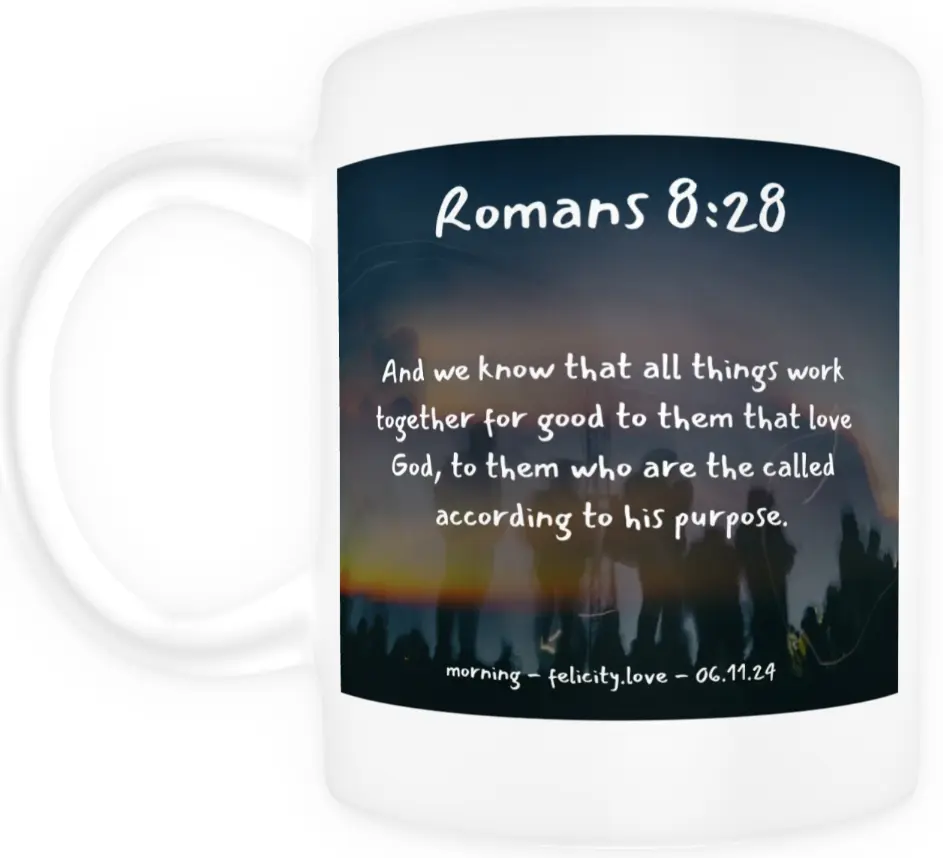 Romans 8:28
And we know that all things work
together for good to them that love
God, to them who are the called
according to his purpose.
morning – felicity.love – 06.11.24